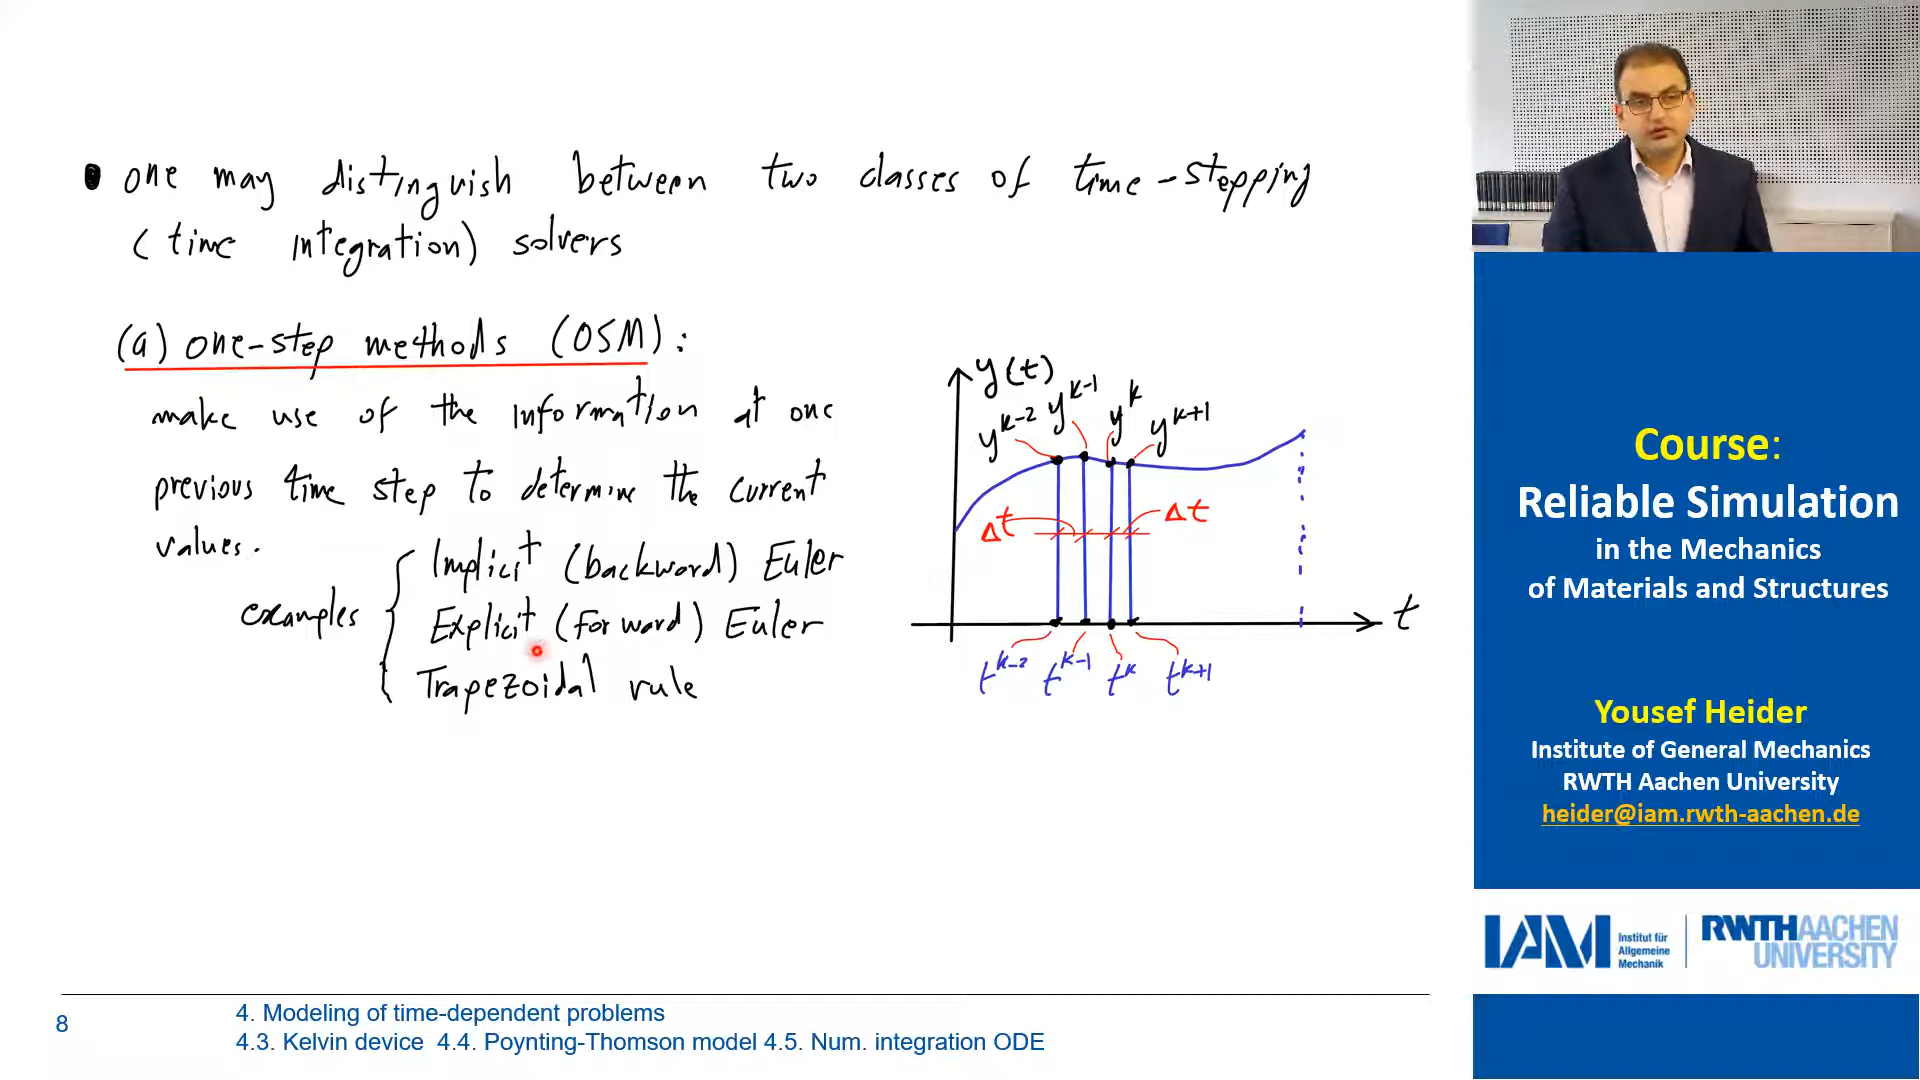 one may distinguish between two classes of time-stepping
(time integration) solvers
(a) one-step methods (OSM):
make use of the information at one
previous time step to determine the current
values.
examples
Implicit (backword) Euler
Explicit (forword) Euler
Trapezoidal rule
y(t)
y^k-2 y^k-1 y^k y^k+1
Δt Δt
t
t^k-2 t^k-1 t^k t^k+1
Course:
Reliable Simulation
in the Mechanics
of Materials and Structures
Yousef Heider
Institute of General Mechanics
RWTH Aachen University
heider@iam.rwth-aachen.de
IAM Institut für
Allgemeine
Mechanik
RWTHAACHEN
UNIVERSITY
8
4. Modeling of time-dependent problems
4.3. Kelvin device 4.4. Poynting-Thomson model 4.5. Num. integration ODE